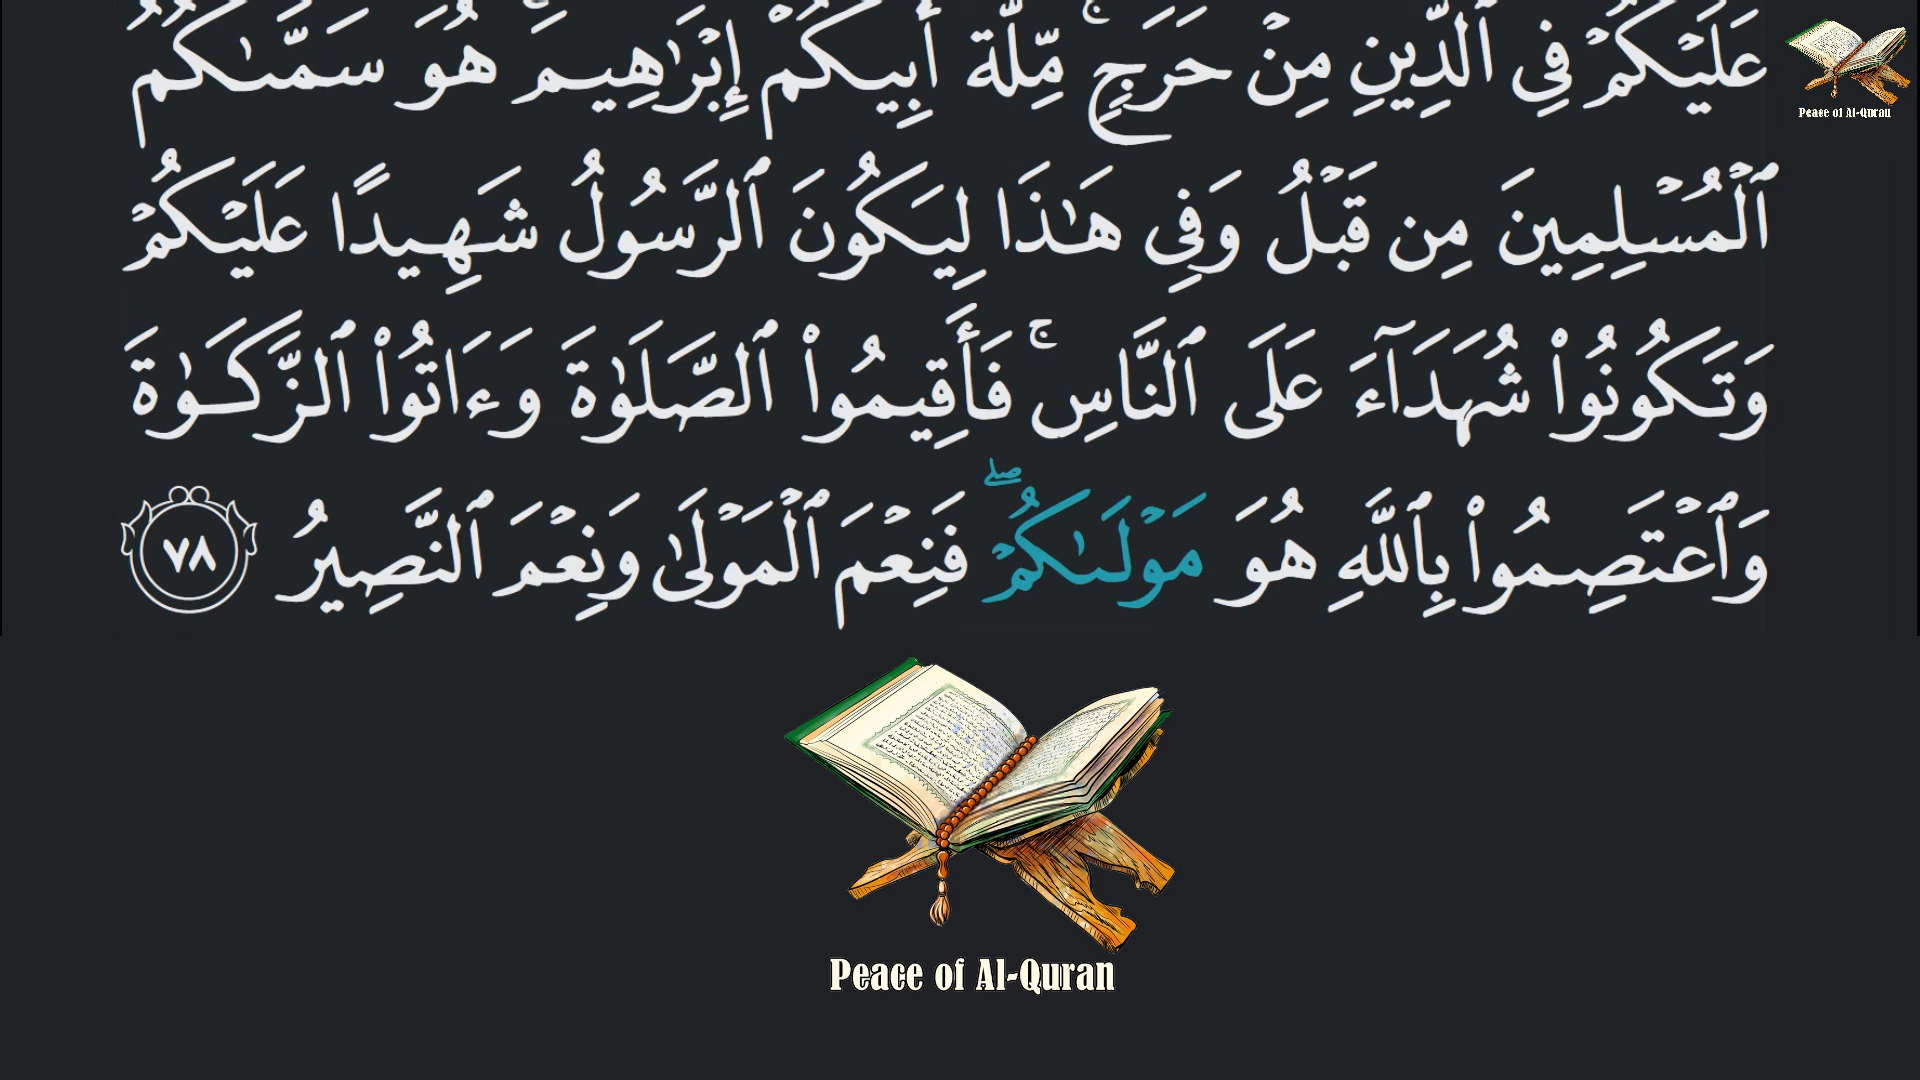 عَلَيْكُمْ فِى ٱلدِّينِ مِنْ حَرَجٍ ۚ مِّلَّةَ أَبِيكُمْ إِبْرَٰهِيمَ ۚ هُوَ سَمَّىٰكُمُ
ٱلْمُسْلِمِينَ مِن قَبْلُ وَفِى هَـٰذَا لِيَكُونَ ٱلرَّسُولُ شَهِيدًا عَلَيْكُمْ
وَتَكُونُوا۟ شُهَدَآءَ عَلَى ٱلنَّاسِ ۚ فَأَقِيمُوا۟ ٱلصَّلَوٰةَ وَءَاتُوا۟ ٱلزَّكَوٰةَ
وَٱعْتَصِمُوا۟ بِٱللَّهِ هُوَ مَوْلَىٰكُمْ ۖ فَنِعْمَ ٱلْمَوْلَىٰ وَنِعْمَ ٱلنَّصِيرُ ٧٨
Peace of Al-Quran
Peace of Al-Quran